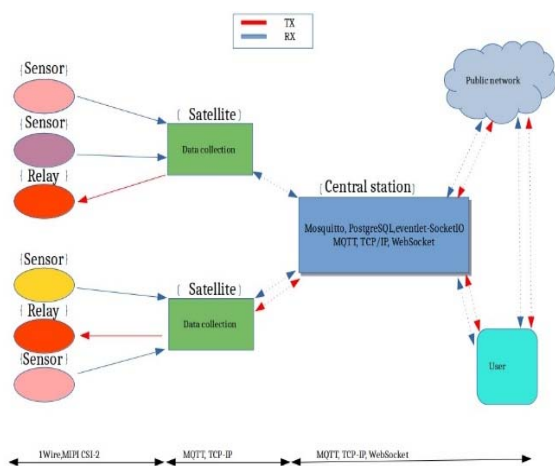 TX
RX
{Sensor}
{Sensor}
{Relay}
{Sensor}
{Relay}
{Sensor}
{ Satellite}
Data collection
{ Satellite}
Data collection
{Central station}
Mosquitto, PostgreSQL,eventlet-SocketIO
MQTT, TCP/IP, WebSocket
Public network
User
1Wire,MIPI CSI-2
MQTT, TCP-IP
MQTT, TCP-IP, WebSocket